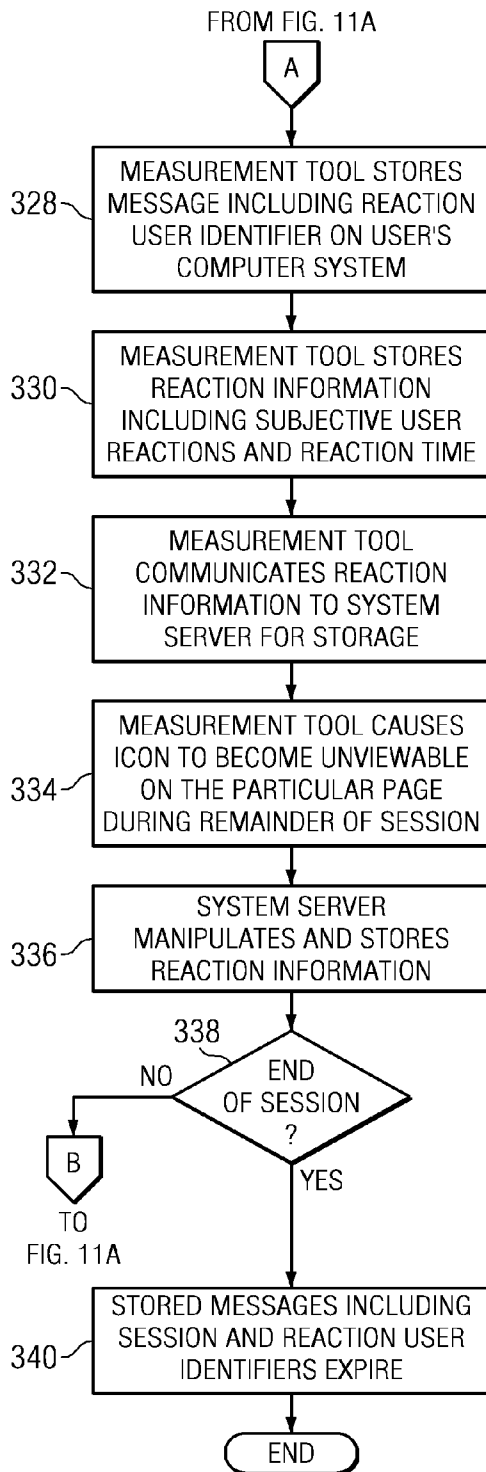 FROM FIG. 11A
A
328
MEASUREMENT TOOL STORES
MESSAGE INCLUDING REACTION
USER IDENTIFIER ON USER'S
COMPUTER SYSTEM
330
MEASUREMENT TOOL STORES
REACTION INFORMATION
INCLUDING SUBJECTIVE USER
REACTIONS AND REACTION TIME
332
MEASUREMENT TOOL
COMMUNICATES REACTION
INFORMATION TO SYSTEM
SERVER FOR STORAGE
334
MEASUREMENT TOOL CAUSES
ICON TO BECOME UNVIEWABLE
ON THE PARTICULAR PAGE
DURING REMAINDER OF SESSION
336
SYSTEM SERVER
MANIPULATES AND STORES
REACTION INFORMATION
338
END
OF SESSION
?
NO
B
TO
FIG. 11A
YES
340
STORED MESSAGES INCLUDING
SESSION AND REACTION USER
IDENTIFIERS EXPIRE
END